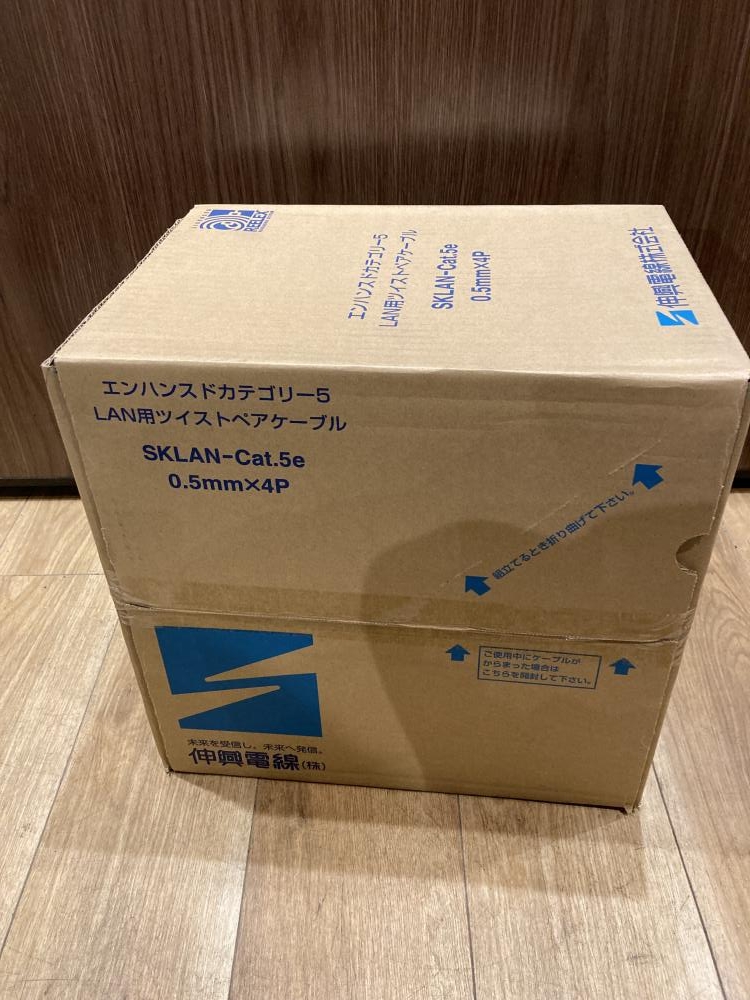 REELEX
エンハンスドカテゴリー5
LAN用ツイストペアケーブル
SKLAN-Cat.5e
0.5mm×4P
伸興電線株式会社
エンハンスドカテゴリー5
LAN用ツイストペアケーブル
SKLAN-Cat.5e
0.5mm×4P
組立てるとき折り曲げて下さい。
ご使用中にケーブルが
からまった場合は
こちらを開封して下さい。
未来を受信し、未来へ発信。
伸興電線(株)